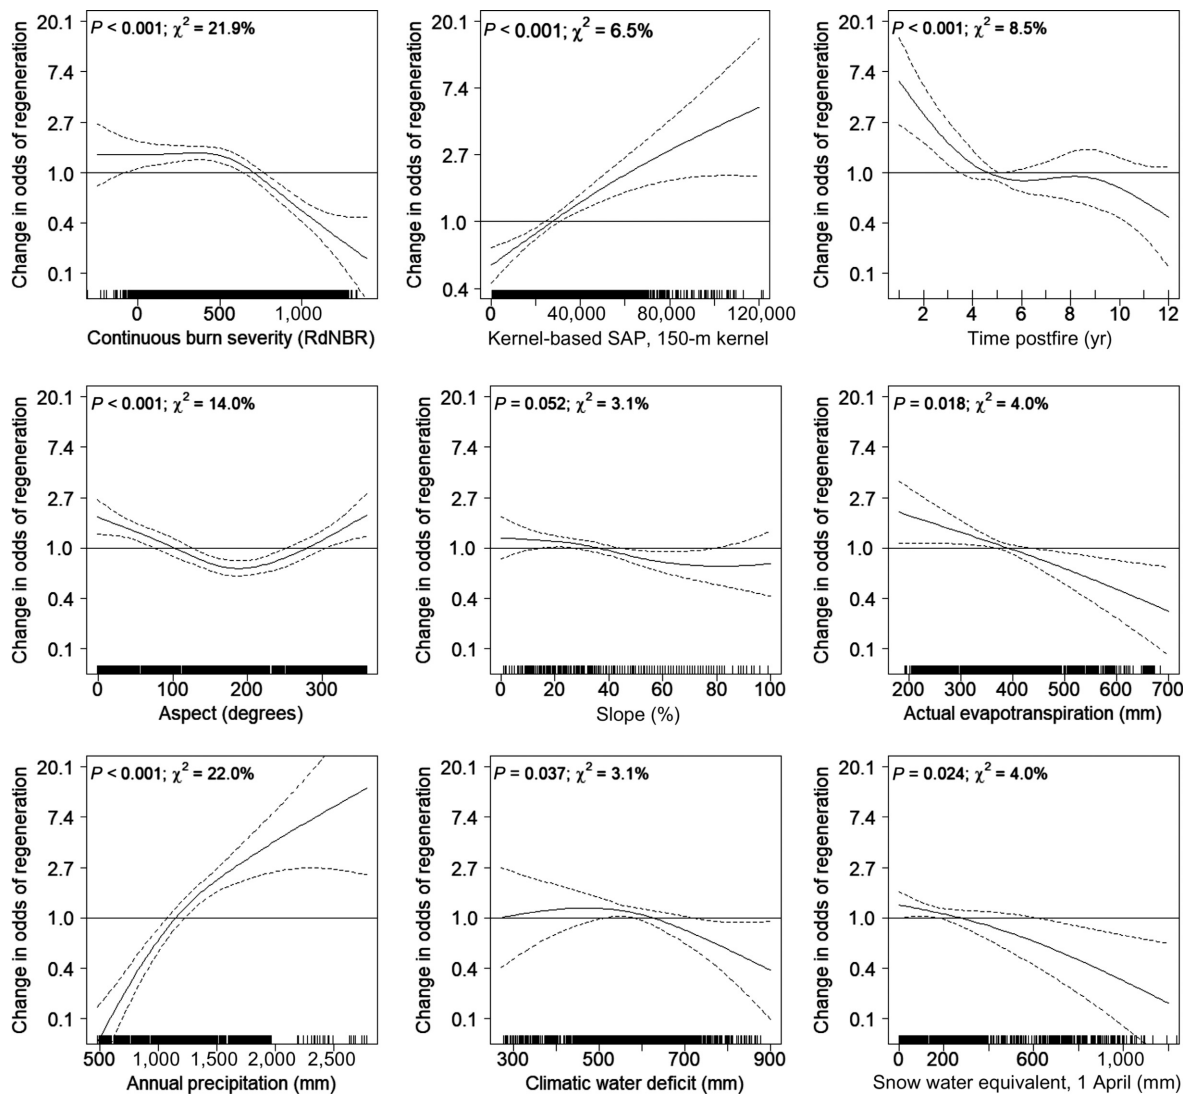 P < 0.001; χ² = 21.9%
Change in odds of regeneration
20.1
7.4
2.7
1.0
0.4
0.1
0 500 1,000
Continuous burn severity (RdNBR)
P < 0.001; χ² = 6.5%
Change in odds of regeneration
20.1
7.4
2.7
1.0
0.4
0 40,000 80,000 120,000
Kernel-based SAP, 150-m kernel
P < 0.001; χ² = 8.5%
Change in odds of regeneration
20.1
7.4
2.7
1.0
0.4
0.1
2 4 6 8 10 12
Time postfire (yr)
P < 0.001; χ² = 14.0%
Change in odds of regeneration
20.1
7.4
2.7
1.0
0.4
0.1
0 100 200 300
Aspect (degrees)
P = 0.052; χ² = 3.1%
Change in odds of regeneration
20.1
7.4
2.7
1.0
0.4
0.1
0 20 40 60 80 100
Slope (%)
P = 0.018; χ² = 4.0%
Change in odds of regeneration
20.1
7.4
2.7
1.0
0.4
0.1
200 300 400 500 600 700
Actual evapotranspiration (mm)
P < 0.001; χ² = 22.0%
Change in odds of regeneration
20.1
7.4
2.7
1.0
0.4
0.1
500 1,000 1,500 2,000 2,500
Annual precipitation (mm)
P = 0.037; χ² = 3.1%
Change in odds of regeneration
20.1
7.4
2.7
1.0
0.4
0.1
300 500 700 900
Climatic water deficit (mm)
P = 0.024; χ² = 4.0%
Change in odds of regeneration
20.1
7.4
2.7
1.0
0.4
0.1
0 200 600 1,000
Snow water equivalent, 1 April (mm)